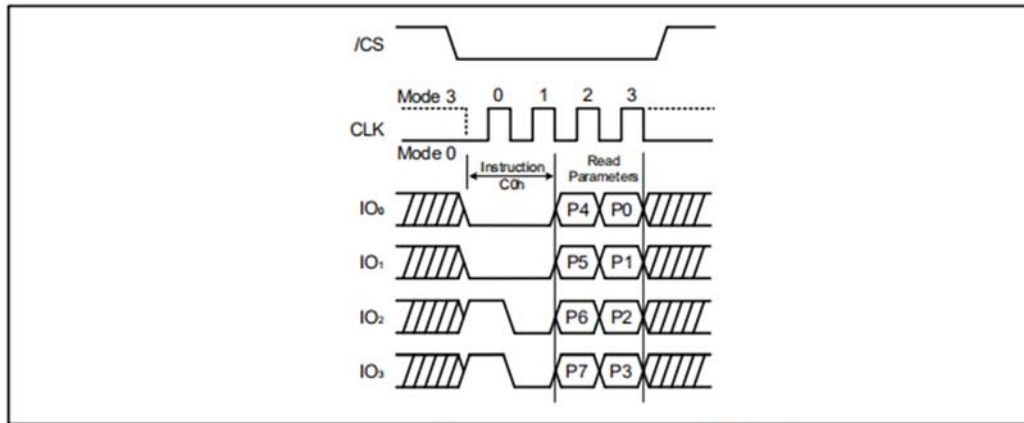 /CS
Mode 3 0 1 2 3
CLK
Mode 0
Instruction
C0h
Read
Parameters
IO₀ P4 P0
IO₁ P5 P1
IO₂ P6 P2
IO₃ P7 P3